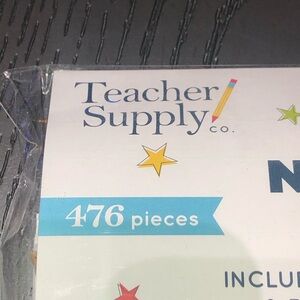 Teacher
Supply co.
N
476 pieces
INCLU